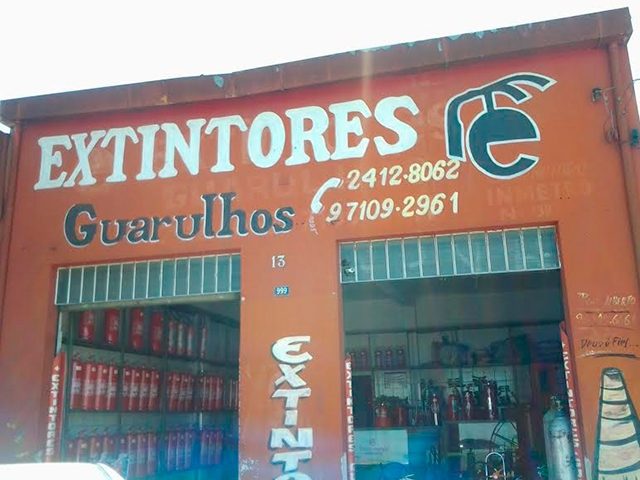 EXTINTORES
Guarulhos
2412-8062
97109-2961
13
999
EXTINTO